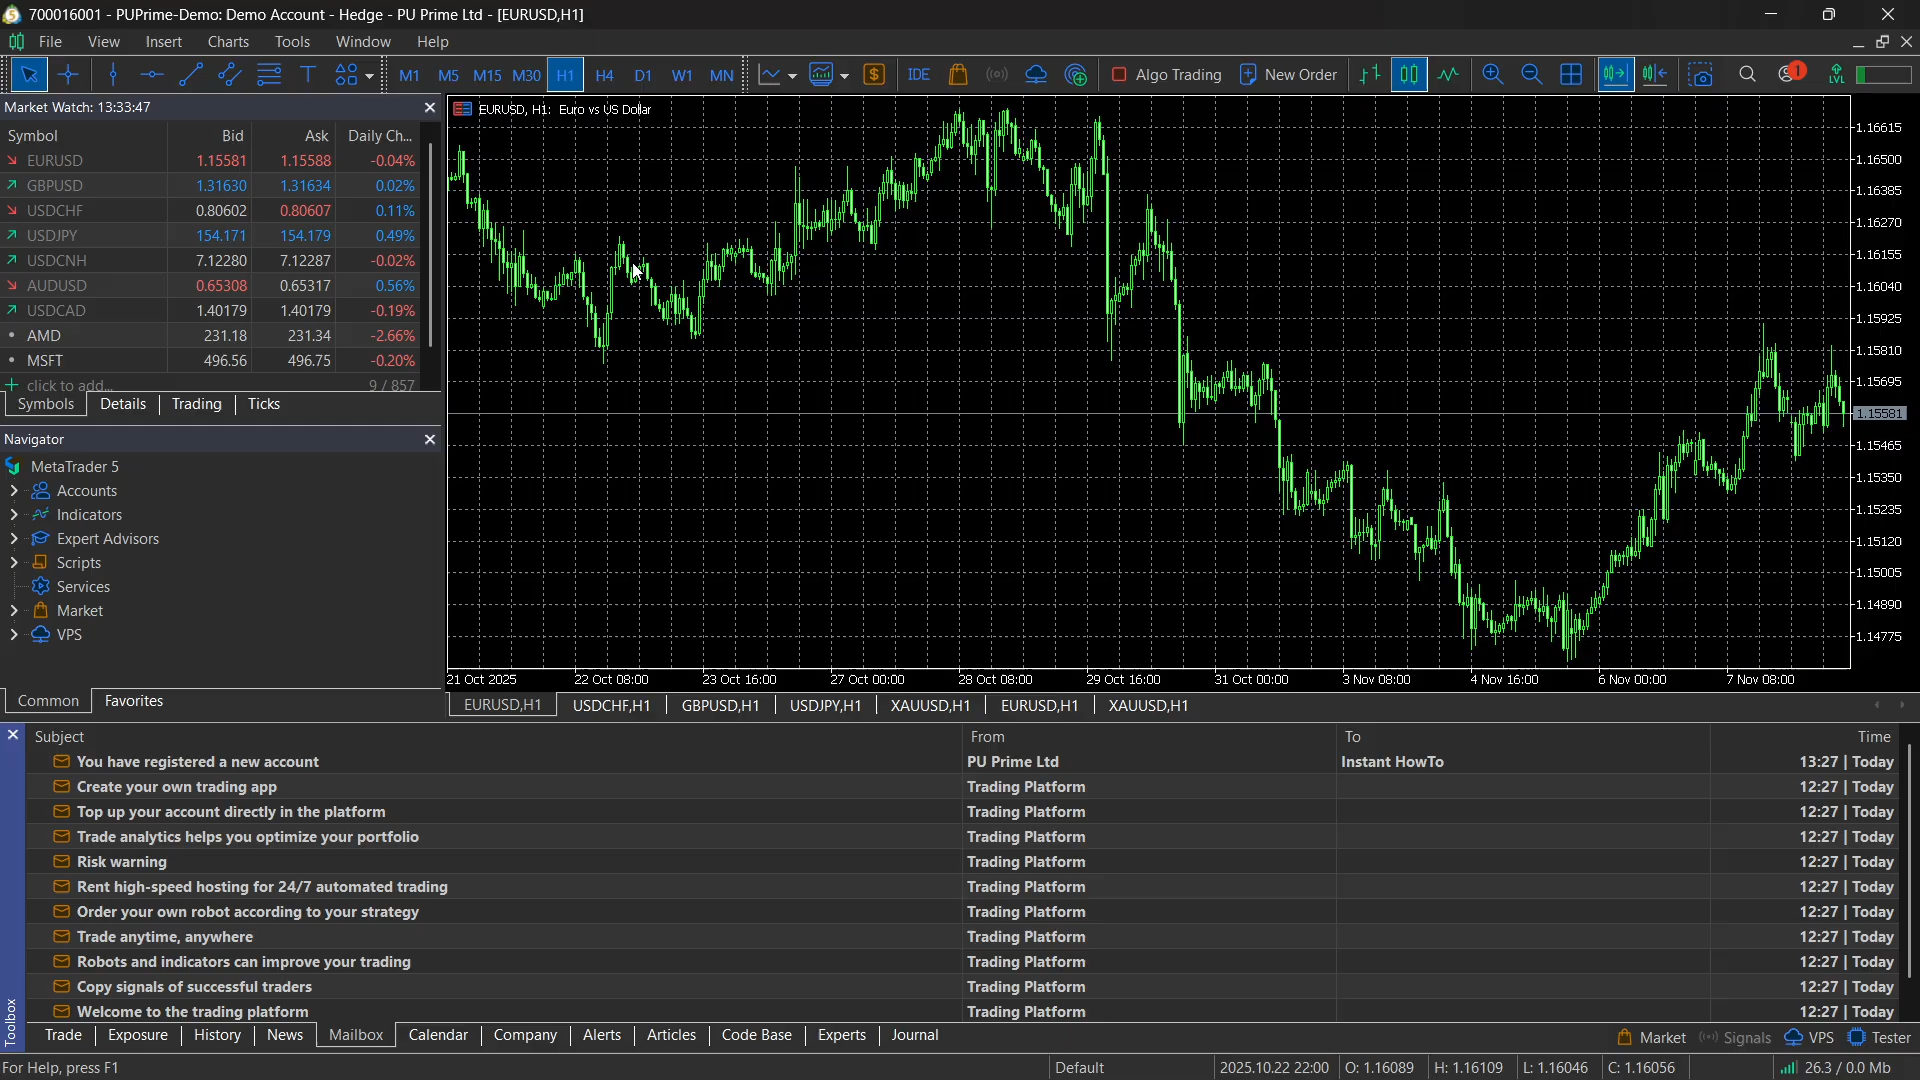 700016001 - PUPrime-Demo: Demo Account - Hedge - PU Prime Ltd - [EURUSD,H1]
File View Insert Charts Tools Window Help
M1 M5 M15 M30 H1 H4 D1 W1 MN IDE Algo Trading New Order 1 LVL
Market Watch: 13:33:47
Symbol Bid Ask Daily Ch...
EURUSD 1.15581 1.15588 -0.04%
GBPUSD 1.31630 1.31634 0.02%
USDCHF 0.80602 0.80607 0.11%
USDJPY 154.171 154.179 0.49%
USDCNH 7.12280 7.12287 -0.02%
AUDUSD 0.65308 0.65317 0.56%
USDCAD 1.40179 1.40179 -0.19%
AMD 231.18 231.34 -2.66%
MSFT 496.56 496.75 -0.20%
click to add... 9 / 857
Symbols Details Trading Ticks
Navigator
MetaTrader 5
Accounts
Indicators
Expert Advisors
Scripts
Services
Market
VPS
Common Favorites
EURUSD, H1: Euro vs US Dollar
1.16615
1.16500
1.16385
1.16270
1.16155
1.16040
1.15925
1.15810
1.15695
1.15581
1.15465
1.15350
1.15235
1.15120
1.15005
1.14890
1.14775
21 Oct 2025 22 Oct 08:00 23 Oct 16:00 27 Oct 00:00 28 Oct 08:00 29 Oct 16:00 31 Oct 00:00 3 Nov 08:00 4 Nov 16:00 6 Nov 00:00 7 Nov 08:00
EURUSD,H1 USDCHF,H1 GBPUSD,H1 USDJPY,H1 XAUUSD,H1 EURUSD,H1 XAUUSD,H1
Subject From To Time
You have registered a new account PU Prime Ltd Instant HowTo 13:27 | Today
Create your own trading app Trading Platform 12:27 | Today
Top up your account directly in the platform Trading Platform 12:27 | Today
Trade analytics helps you optimize your portfolio Trading Platform 12:27 | Today
Risk warning Trading Platform 12:27 | Today
Rent high-speed hosting for 24/7 automated trading Trading Platform 12:27 | Today
Order your own robot according to your strategy Trading Platform 12:27 | Today
Trade anytime, anywhere Trading Platform 12:27 | Today
Robots and indicators can improve your trading Trading Platform 12:27 | Today
Copy signals of successful traders Trading Platform 12:27 | Today
Welcome to the trading platform Trading Platform 12:27 | Today
Toolbox
Trade Exposure History News Mailbox Calendar Company Alerts Articles Code Base Experts Journal Market Signals VPS Tester
For Help, press F1 Default 2025.10.22 22:00 O: 1.16089 H: 1.16109 L: 1.16046 C: 1.16056 26.3 / 0.0 Mb